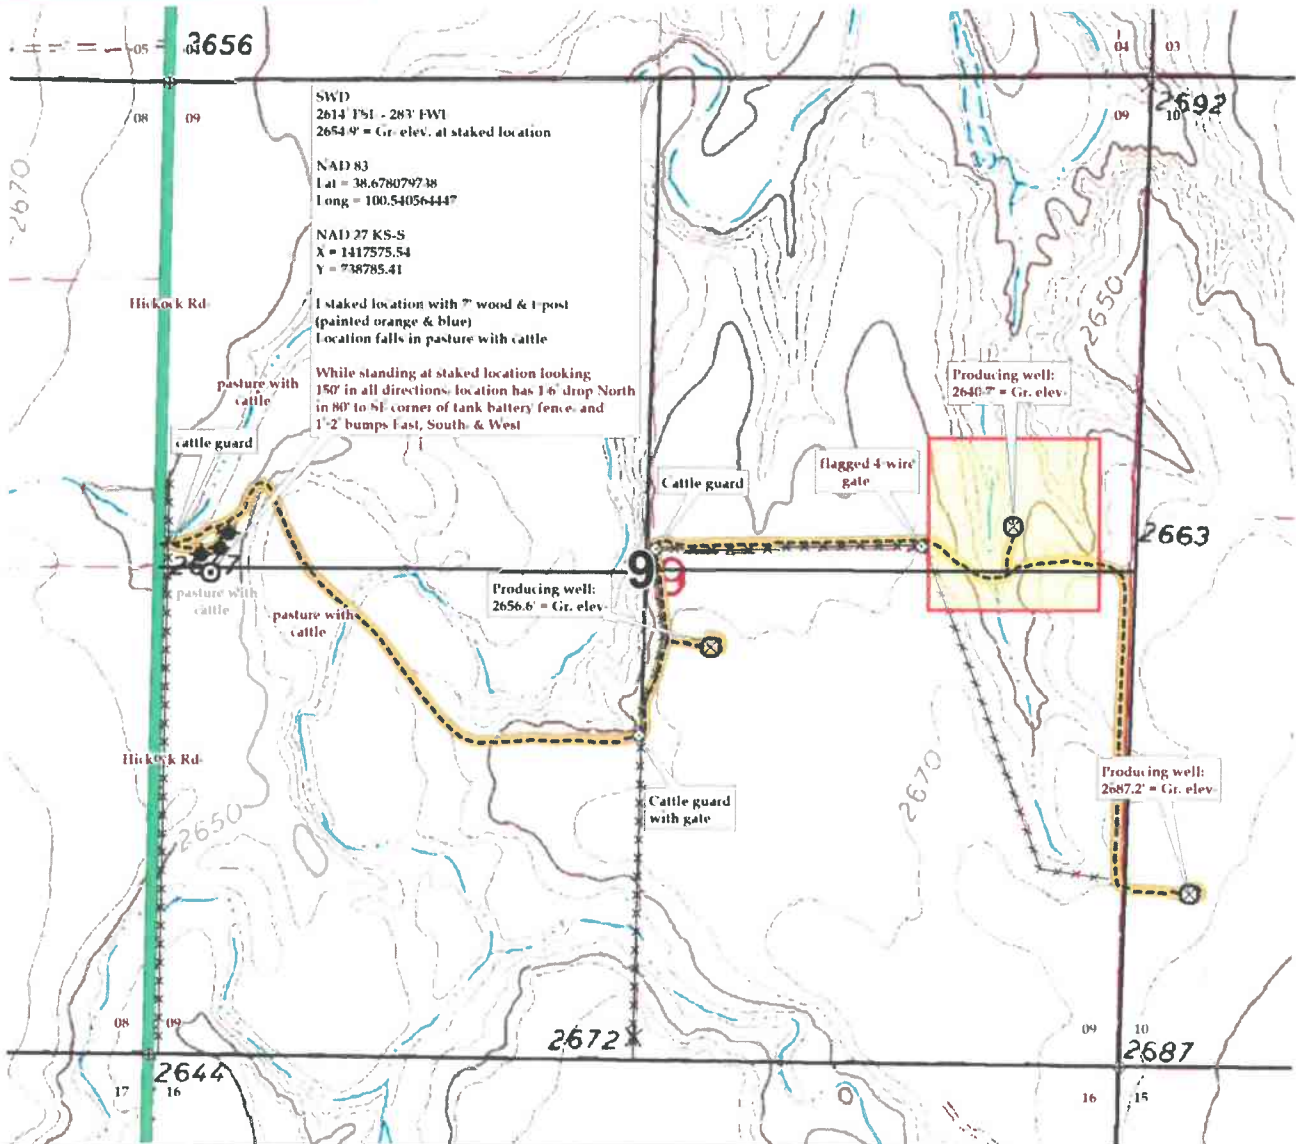 05 04
2656
04 03
08 09
09 10
2692
2670
SWD
2614' FSL - 283' FWL
2654.9' = Gr. elev. at staked location
NAD 83
Lat = 38.678079738
Long = 100.540564447
NAD 27 KS-S
X = 1417575.54
Y = 738785.41
I staked location with 7' wood & t-post
(painted orange & blue)
Location falls in pasture with cattle
While standing at staked location looking
150' in all directions, location has 1.6' drop North
in 80' to SE corner of tank battery fence, and
1'-2' bumps East, South & West
Hickock Rd
2650
pasture with
cattle
cattle guard
Producing well:
2640.7' = Gr. elev.
flagged 4-wire
gate
Cattle guard
2663
9 9
pasture with
cattle
Producing well:
2656.6' = Gr. elev.
pasture with
cattle
Hickock Rd
2670
Producing well:
2687.2' = Gr. elev.
Cattle guard
with gate
2650
08 09
09 10
2672
2687
2644
17 16
16 15